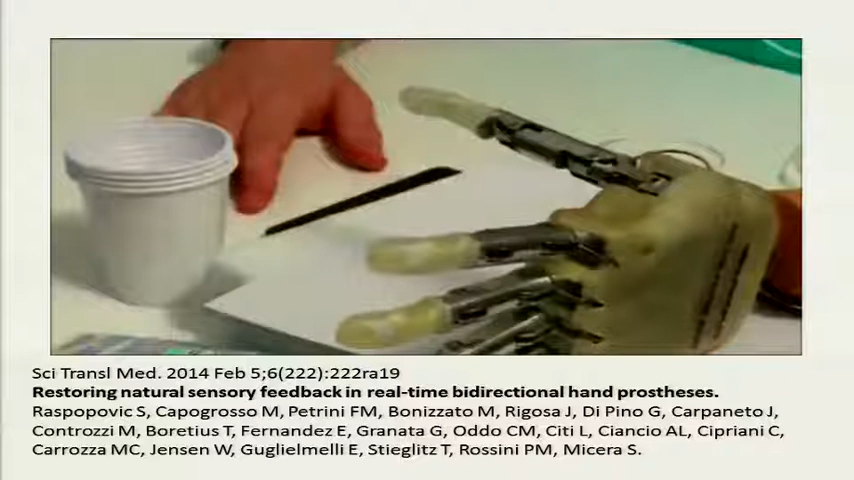 Sci Transl Med. 2014 Feb 5;6(222):222ra19
Restoring natural sensory feedback in real-time bidirectional hand prostheses.
Raspopovic S, Capogrosso M, Petrini FM, Bonizzato M, Rigosa J, Di Pino G, Carpaneto J,
Controzzi M, Boretius T, Fernandez E, Granata G, Oddo CM, Citi L, Ciancio AL, Cipriani C,
Carrozza MC, Jensen W, Guglielmelli E, Stieglitz T, Rossini PM, Micera S.